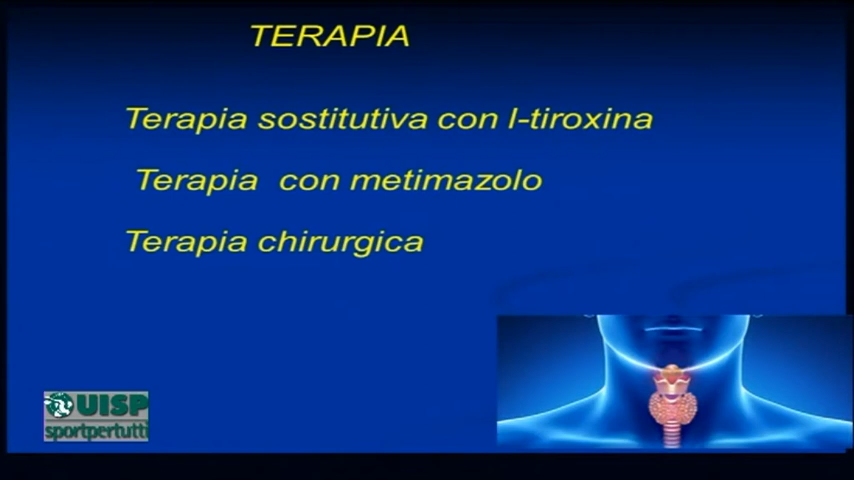 TERAPIA
Terapia sostitutiva con l-tiroxina
Terapia con metimazolo
Terapia chirurgica
UISP
sportpertutti